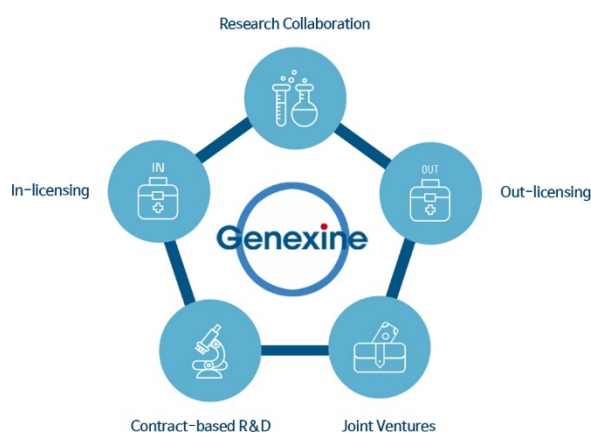 Research Collaboration
IN
OUT
In-licensing
Out-licensing
Genexine
Contract-based R&D
Joint Ventures